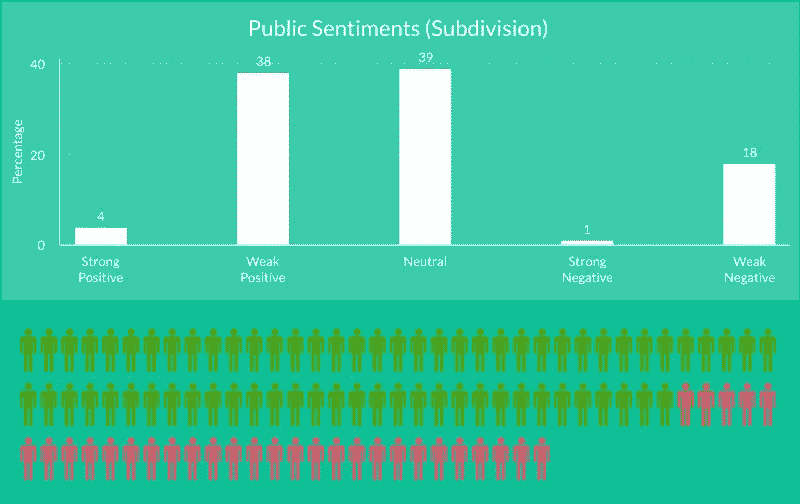 Public Sentiments (Subdivision)
40
38
39
Percentage
20
18
4
1
0
Strong
Positive
Weak
Positive
Neutral
Strong
Negative
Weak
Negative